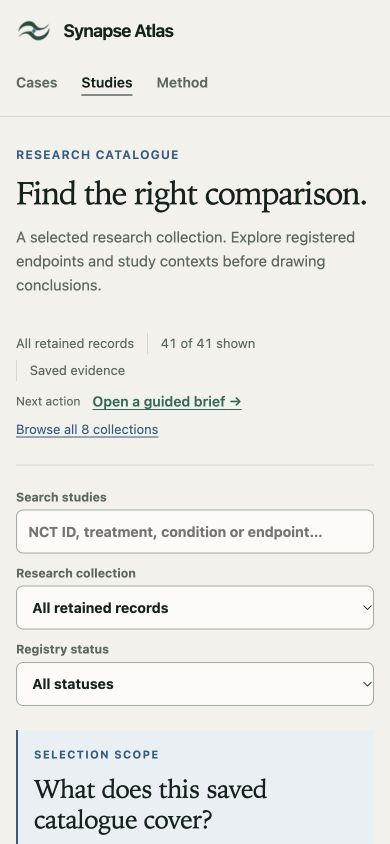 Synapse Atlas
Cases Studies Method
RESEARCH CATALOGUE
Find the right comparison.
A selected research collection. Explore registered
endpoints and study contexts before drawing
conclusions.
All retained records 41 of 41 shown
Saved evidence
Next action Open a guided brief →
Browse all 8 collections
Search studies
NCT ID, treatment, condition or endpoint...
Research collection
All retained records
Registry status
All statuses
SELECTION SCOPE
What does this saved
catalogue cover?